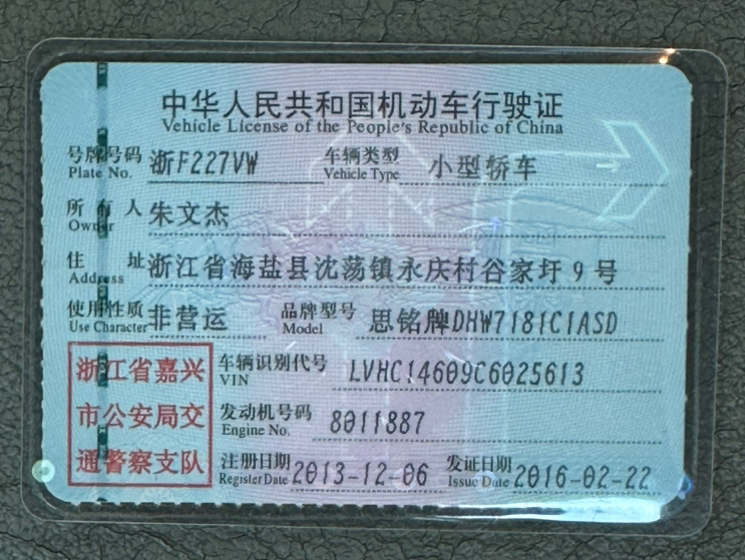 中华人民共和国机动车行驶证
Vehicle License of the People's Republic of China
号牌号码 浙F227VW 车辆类型 小型轿车
Plate No. Vehicle Type
所有人 朱文杰
Owner
住址 浙江省海盐县沈荡镇永庆村谷家圩9号
Address
使用性质 非营运 品牌型号 思铭牌DHW7181C1ASD
Use Character Model
浙江省嘉兴
市公安局交
通警察支队
车辆识别代号 LVHC14609C6025613
VIN
发动机号码 8011887
Engine No.
注册日期 2013-12-06 发证日期 2016-02-22
Register Date Issue Date